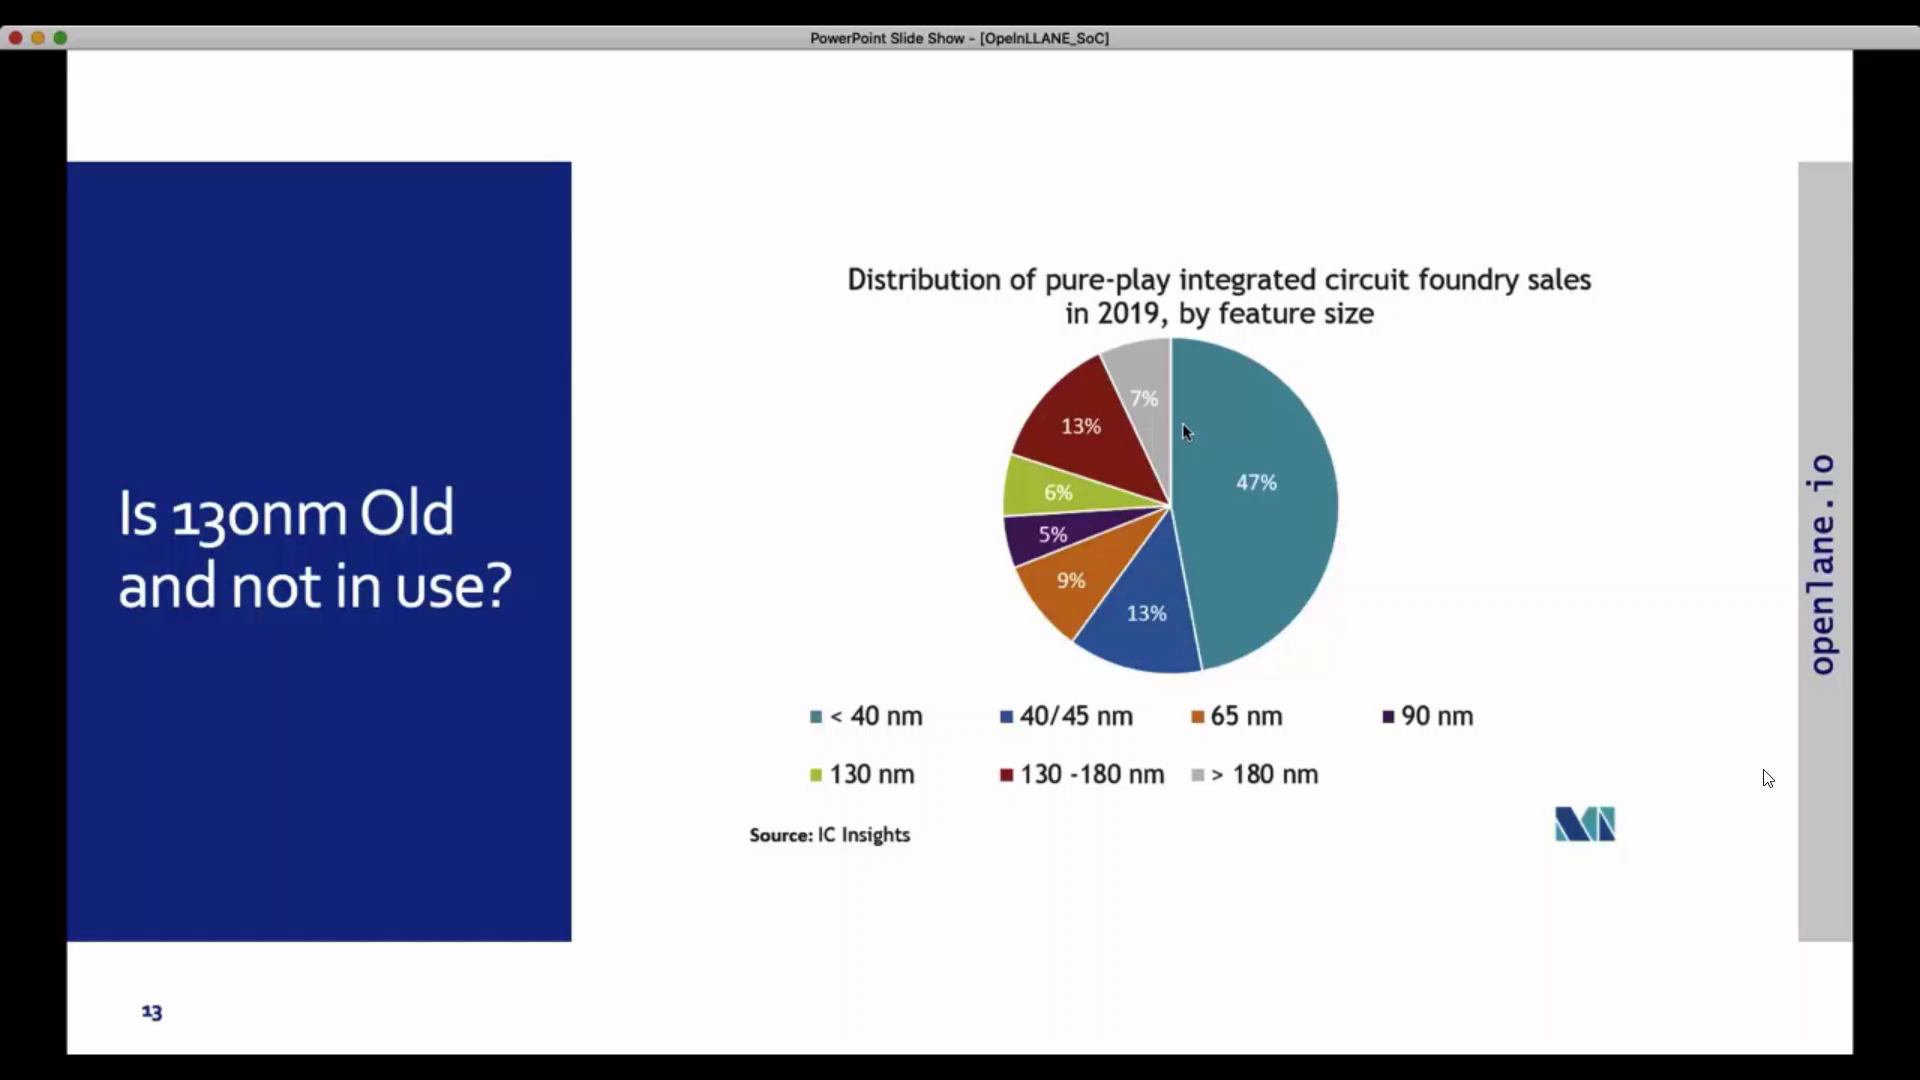 PowerPoint Slide Show - [OpeInLLANE_SoC]
Is 130nm Old
and not in use?
Distribution of pure-play integrated circuit foundry sales
in 2019, by feature size
7%
13%
47%
6%
5%
9%
13%
< 40 nm
40/45 nm
65 nm
90 nm
130 nm
130 -180 nm
> 180 nm
Source: IC Insights
openlane.io
13